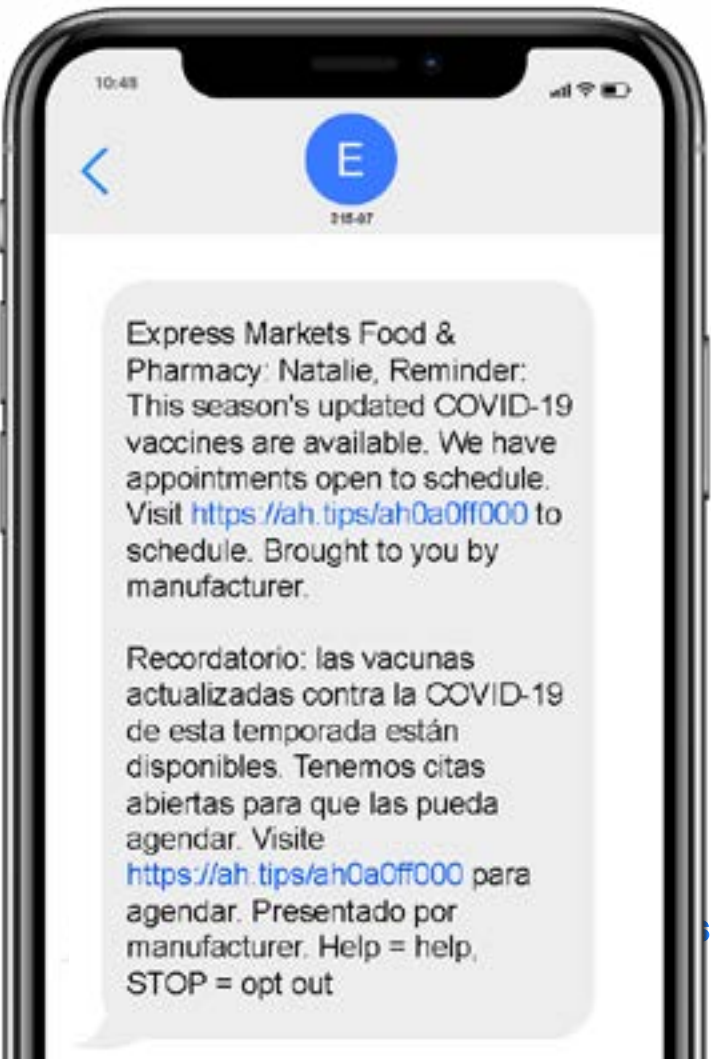 10:48
E
Express Markets Food &
Pharmacy: Natalie, Reminder:
This season's updated COVID-19
vaccines are available. We have
appointments open to schedule.
Visit https://ah.tips/ah0a0ff000 to
schedule. Brought to you by
manufacturer.
Recordatorio: las vacunas
actualizadas contra la COVID-19
de esta temporada están
disponibles. Tenemos citas
abiertas para que las pueda
agendar. Visite
https://ah.tips/ah0a0ff000 para
agendar. Presentado por
manufacturer. Help = help,
STOP = opt out
s